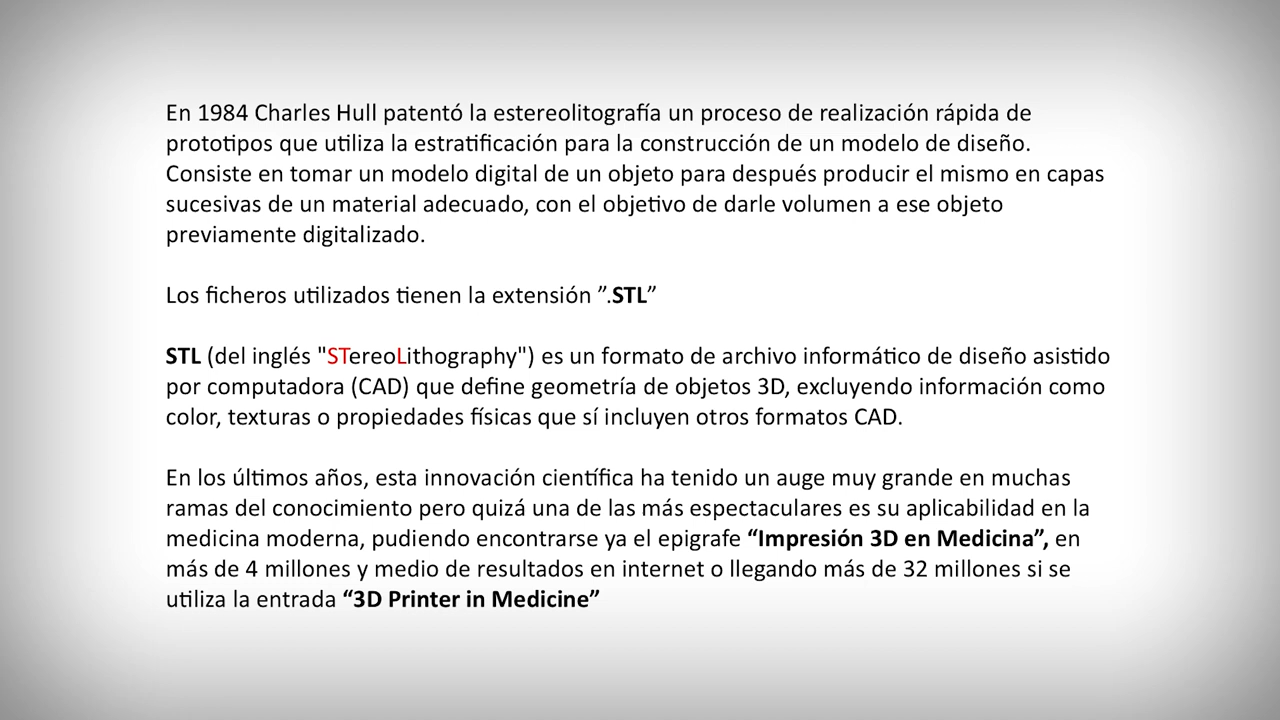 En 1984 Charles Hull patentó la estereolitografía un proceso de realización rápida de
prototipos que utiliza la estratificación para la construcción de un modelo de diseño.
Consiste en tomar un modelo digital de un objeto para después producir el mismo en capas
sucesivas de un material adecuado, con el objetivo de darle volumen a ese objeto
previamente digitalizado.
Los ficheros utilizados tienen la extensión ”.STL”
STL (del inglés "STereoLithography") es un formato de archivo informático de diseño asistido
por computadora (CAD) que define geometría de objetos 3D, excluyendo información como
color, texturas o propiedades físicas que sí incluyen otros formatos CAD.
En los últimos años, esta innovación científica ha tenido un auge muy grande en muchas
ramas del conocimiento pero quizá una de las más espectaculares es su aplicabilidad en la
medicina moderna, pudiendo encontrarse ya el epigrafe “Impresión 3D en Medicina”, en
más de 4 millones y medio de resultados en internet o llegando más de 32 millones si se
utiliza la entrada “3D Printer in Medicine”